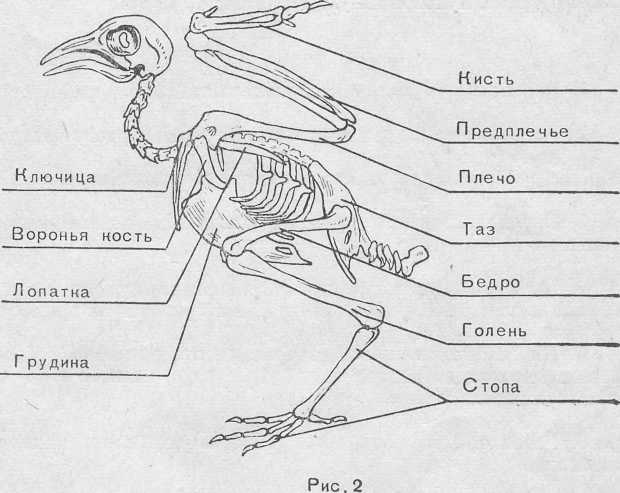 Кисть
Предплечье
Плечо
Таз
Бедро
Голень
Стопа
Ключица
Воронья кость
Лопатка
Грудина
Рис. 2